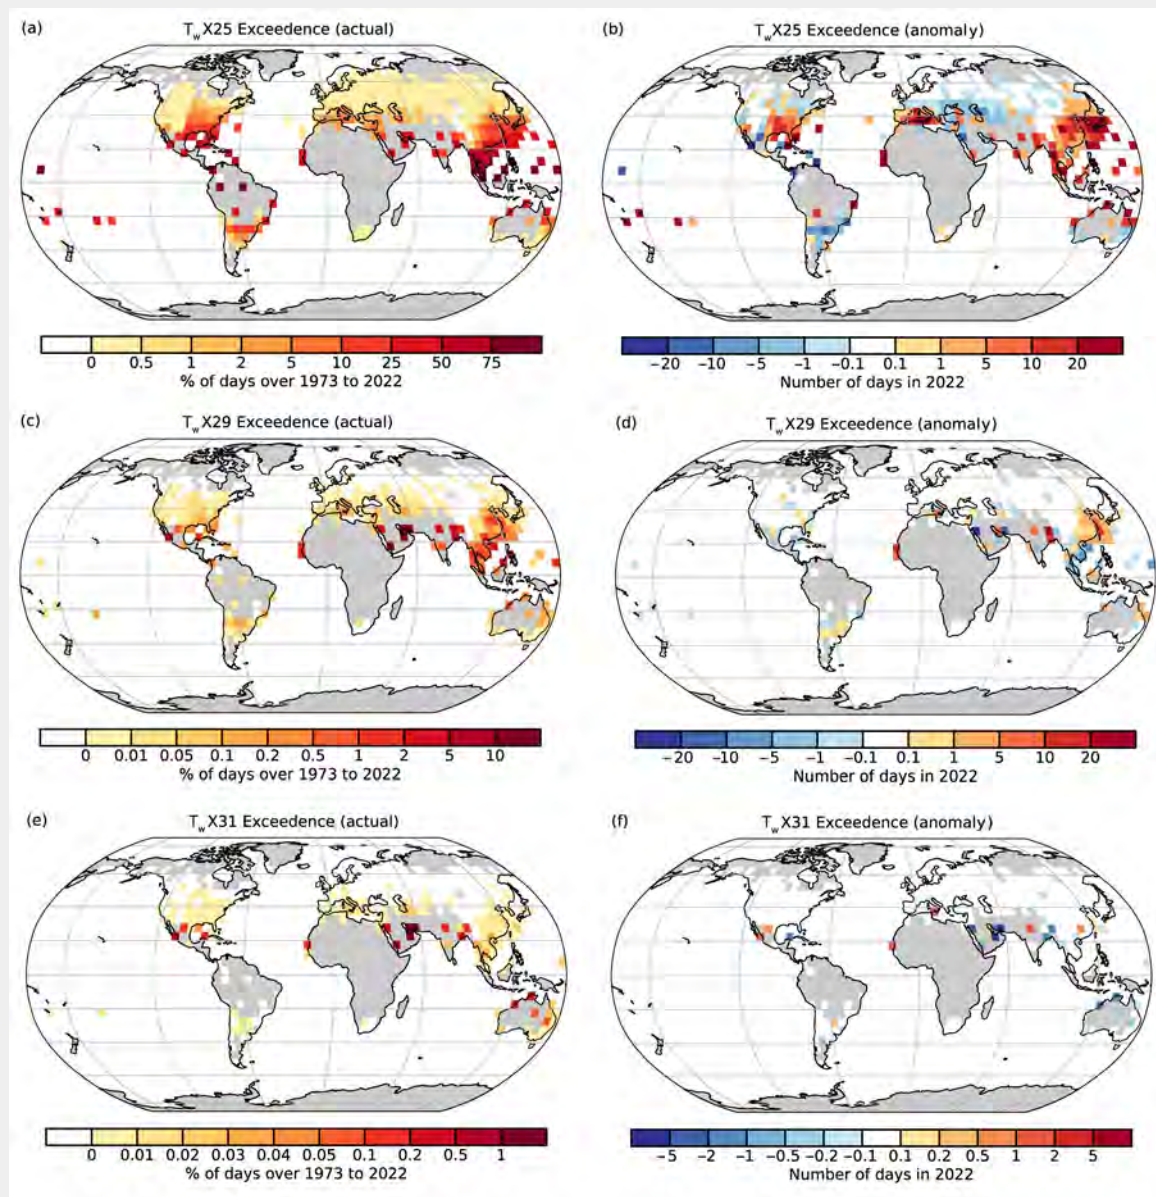 (a) T_wX25 Exceedence (actual)
0 0.5 1 2 5 10 25 50 75
% of days over 1973 to 2022
(b) T_wX25 Exceedence (anomaly)
−20 −10 −5 −1 −0.1 0.1 1 5 10 20
Number of days in 2022
(c) T_wX29 Exceedence (actual)
0 0.01 0.05 0.1 0.2 0.5 1 2 5 10
% of days over 1973 to 2022
(d) T_wX29 Exceedence (anomaly)
−20 −10 −5 −1 −0.1 0.1 1 5 10 20
Number of days in 2022
(e) T_wX31 Exceedence (actual)
0 0.01 0.02 0.03 0.04 0.05 0.1 0.2 0.5 1
% of days over 1973 to 2022
(f) T_wX31 Exceedence (anomaly)
−5 −2 −1 −0.5 −0.2 −0.1 0.1 0.2 0.5 1 2 5
Number of days in 2022